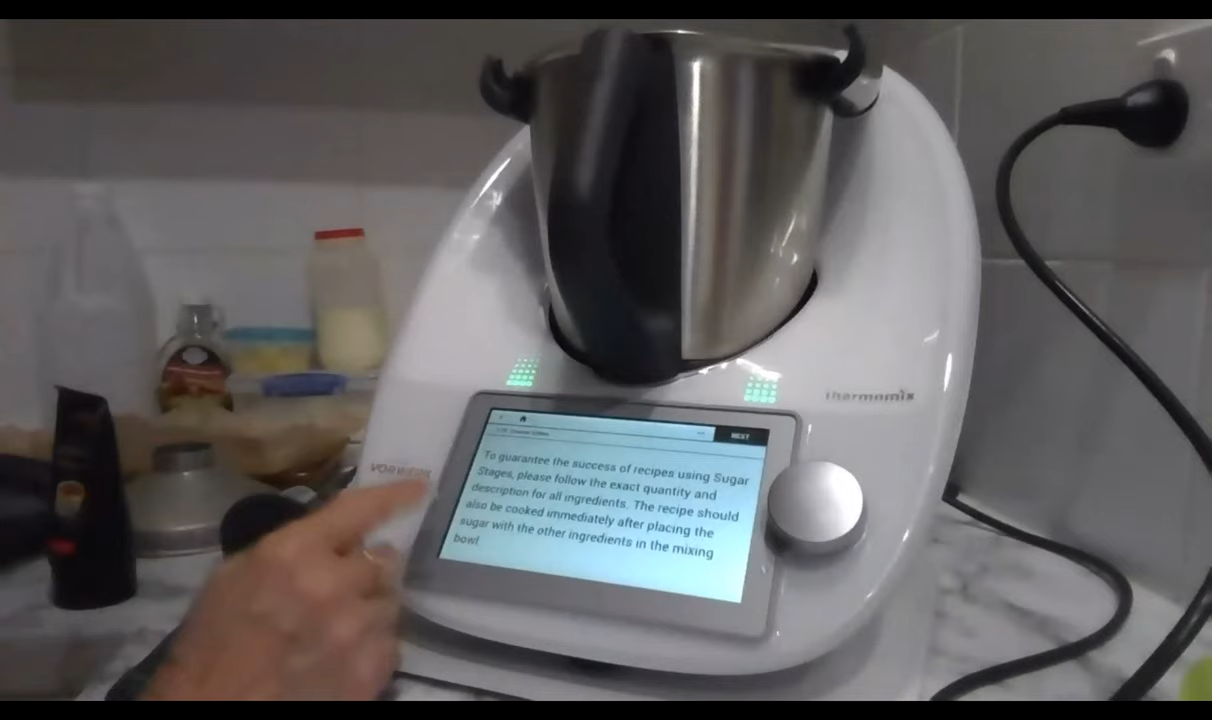 thermomix
NEXT
VORWERK
To guarantee the success of recipes using Sugar
Stages, please follow the exact quantity and
description for all ingredients. The recipe should
also be cooked immediately after placing the
sugar with the other ingredients in the mixing
bowl